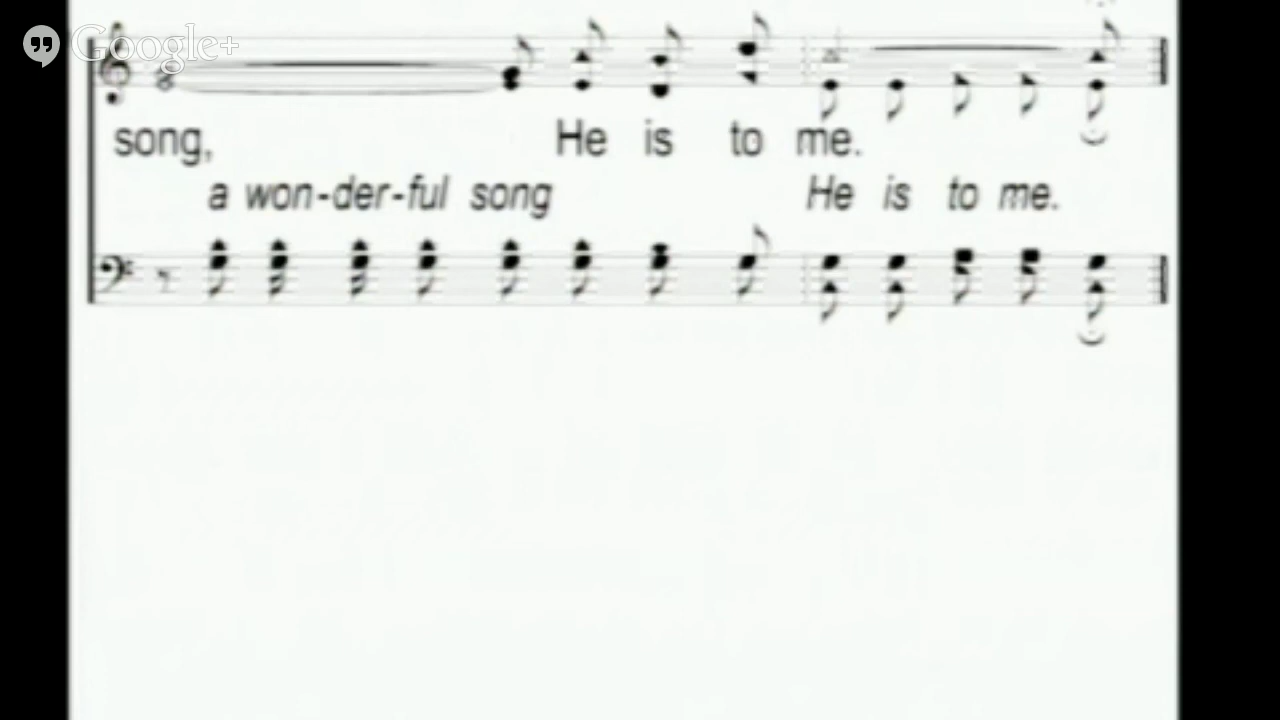 Google+
song, He is to me.
a won-der-ful song He is to me.